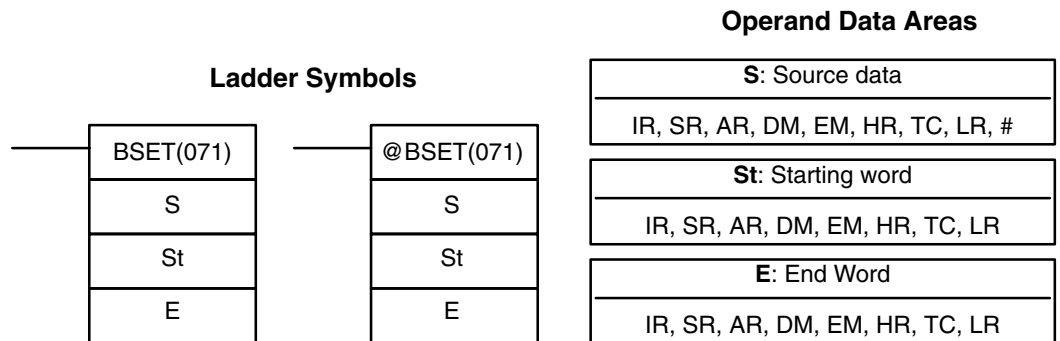 Ladder Symbols
BSET(071)
S
St
E
@BSET(071)
S
St
E
Operand Data Areas
S: Source data
IR, SR, AR, DM, EM, HR, TC, LR, #
St: Starting word
IR, SR, AR, DM, EM, HR, TC, LR
E: End Word
IR, SR, AR, DM, EM, HR, TC, LR